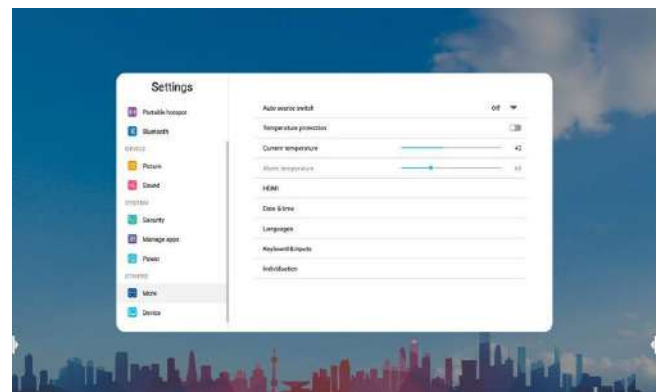 Settings
Portable hotspot
Bluetooth
DEVICE
Picture
Sound
SYSTEM
Security
Manage apps
Power
OTHERS
More
Device
Auto source switch
Off
Temperature protection
Current temperature
42
Alarm temperature
HDMI
Date &time
Languages
Keyboard&Inputs
Individuation